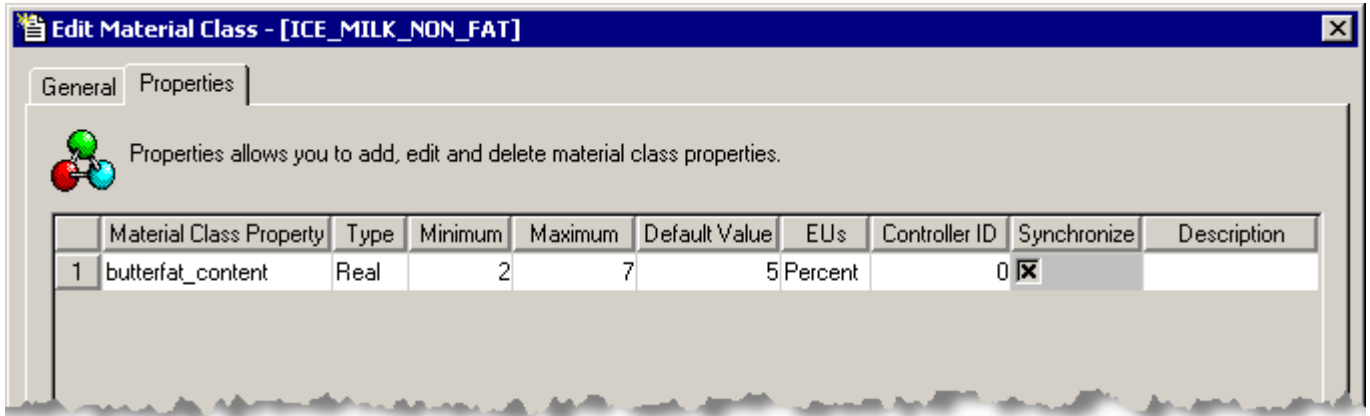 Edit Material Class - [ICE_MILK_NON_FAT]
General Properties
Properties allows you to add, edit and delete material class properties.
Material Class Property Type Minimum Maximum Default Value EUs Controller ID Synchronize Description
1 butterfat_content Real 2 7 5 Percent 0